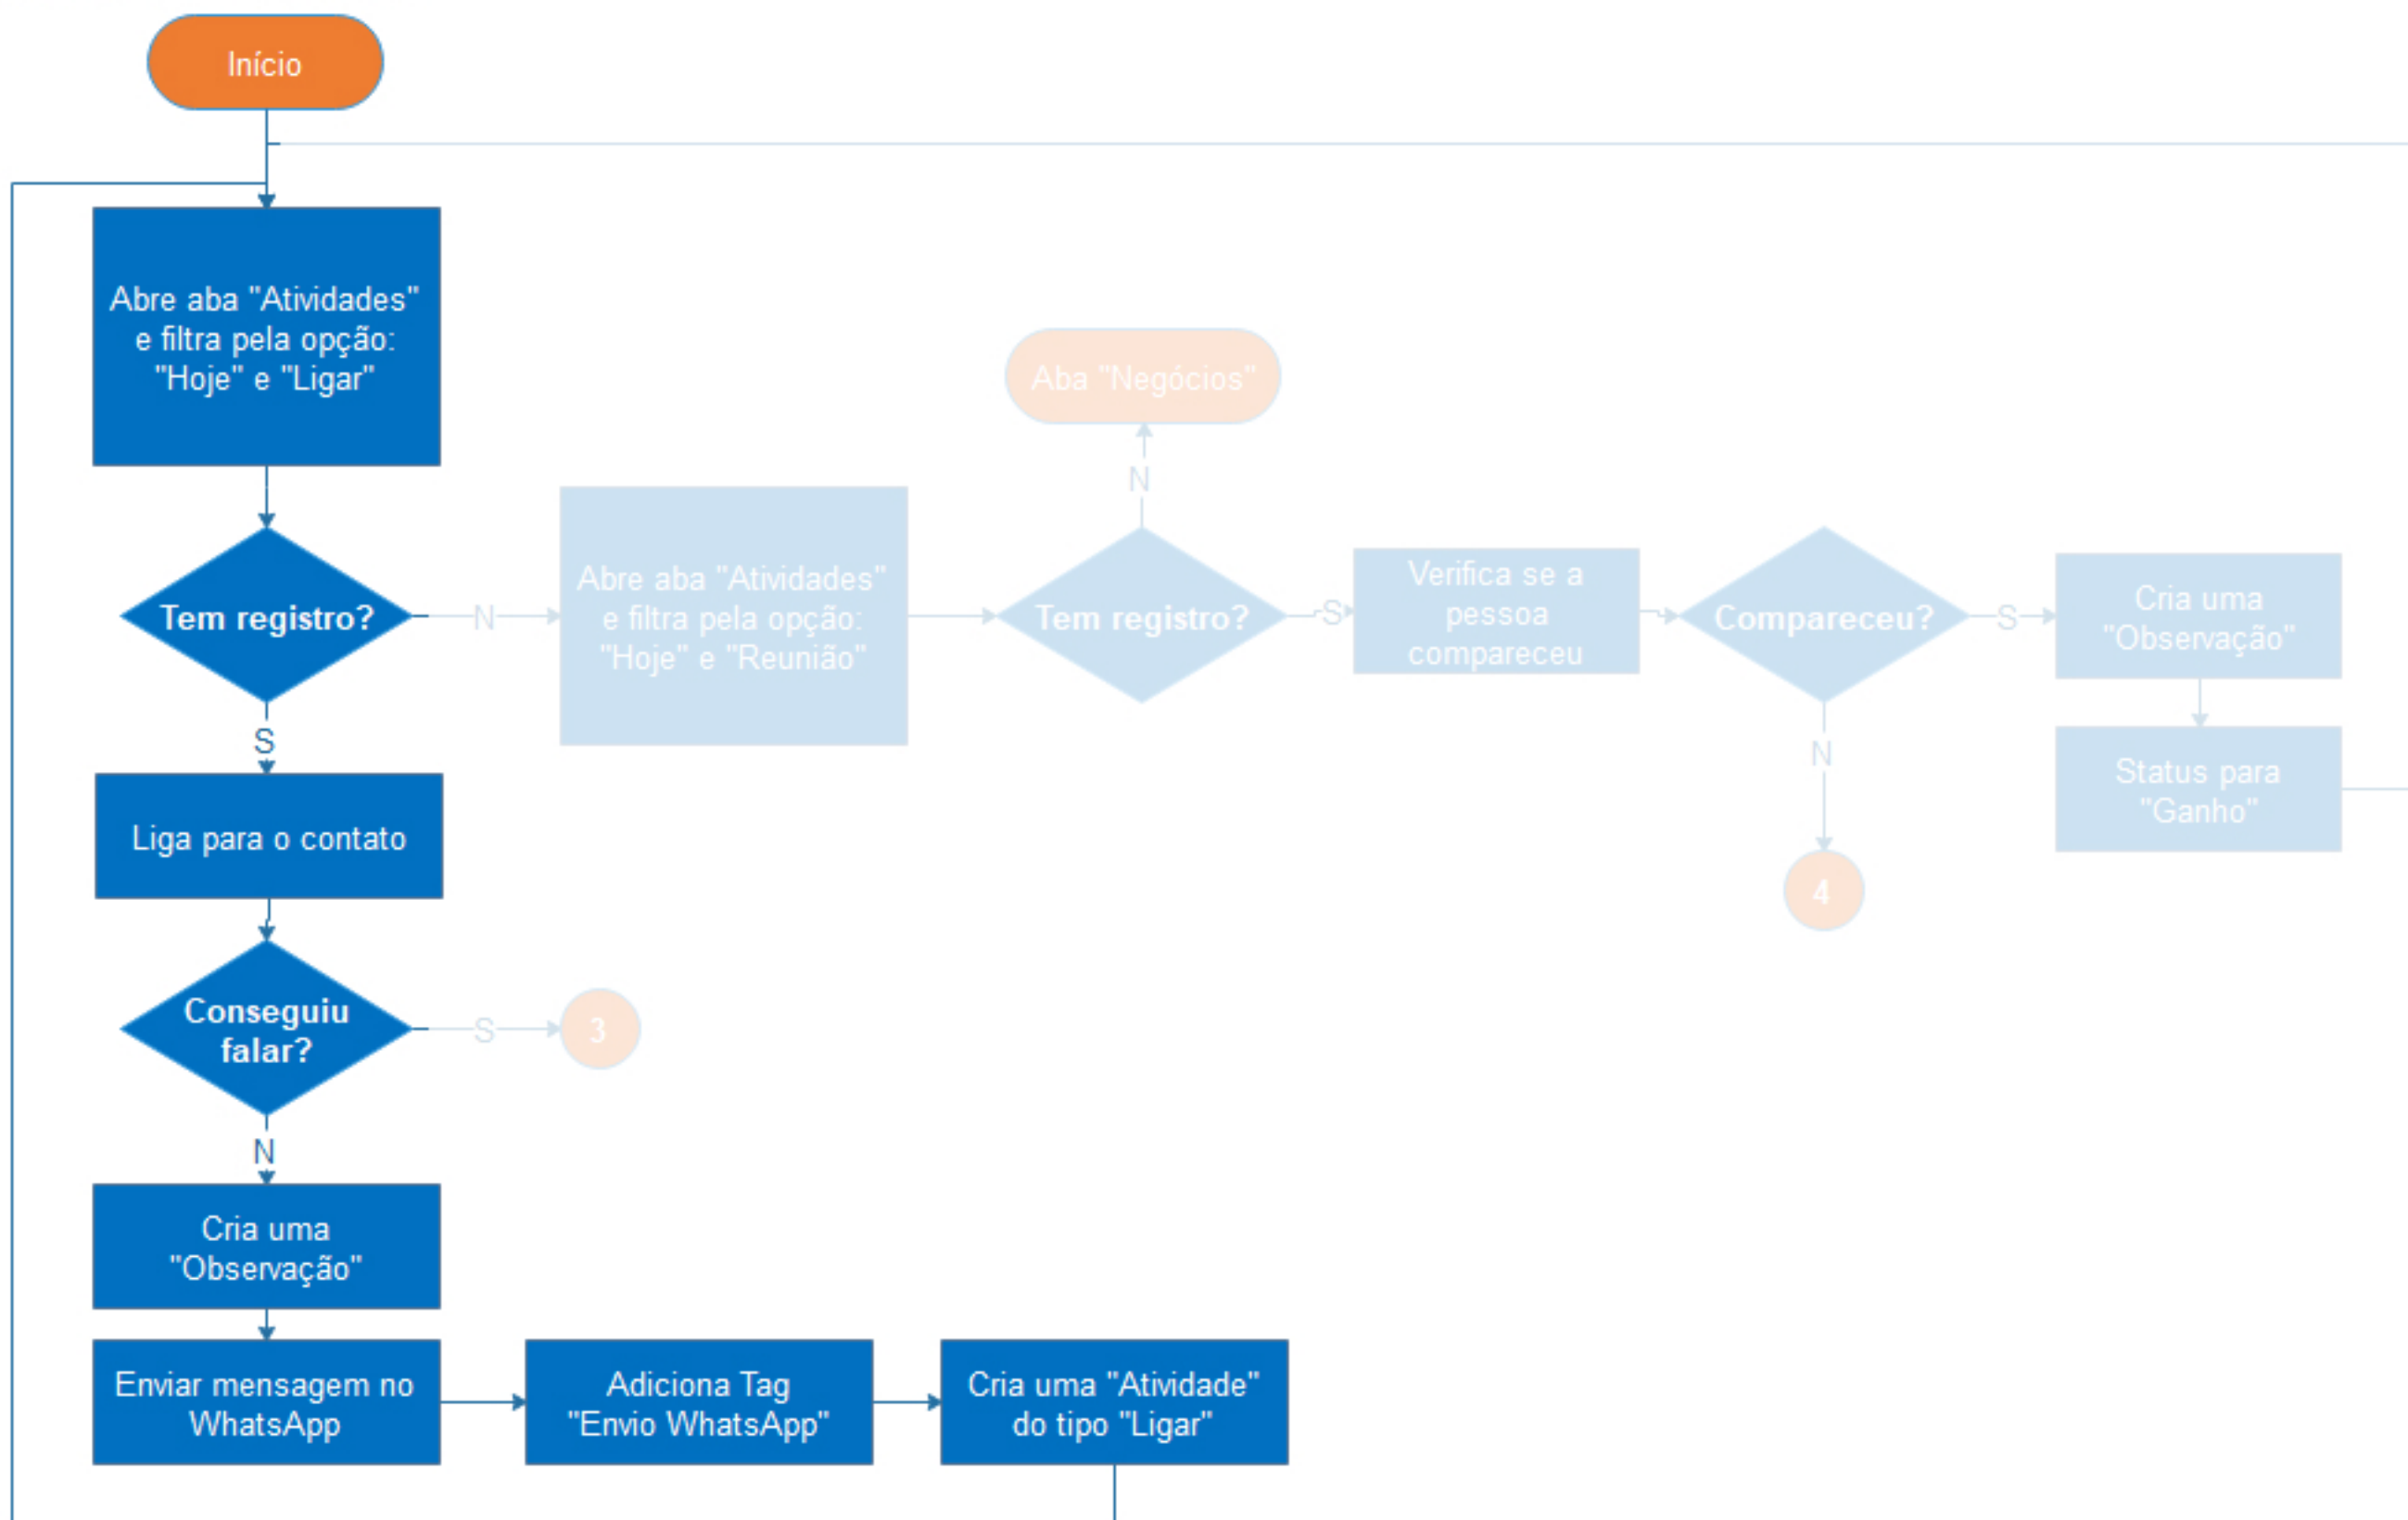 Início
Abre aba "Atividades"
e filtra pela opção:
"Hoje" e "Ligar"
Tem registro?
N
Abre aba "Atividades"
e filtra pela opção:
"Hoje" e "Reunião"
Tem registro?
N
Aba "Negócios"
S
Verifica se a
pessoa
compareceu
Compareceu?
S
Cria uma
"Observação"
Status para
"Ganho"
N
4
S
Liga para o contato
Conseguiu
falar?
S
3
N
Cria uma
"Observação"
Enviar mensagem no
WhatsApp
Adiciona Tag
"Envio WhatsApp"
Cria uma "Atividade"
do tipo "Ligar"